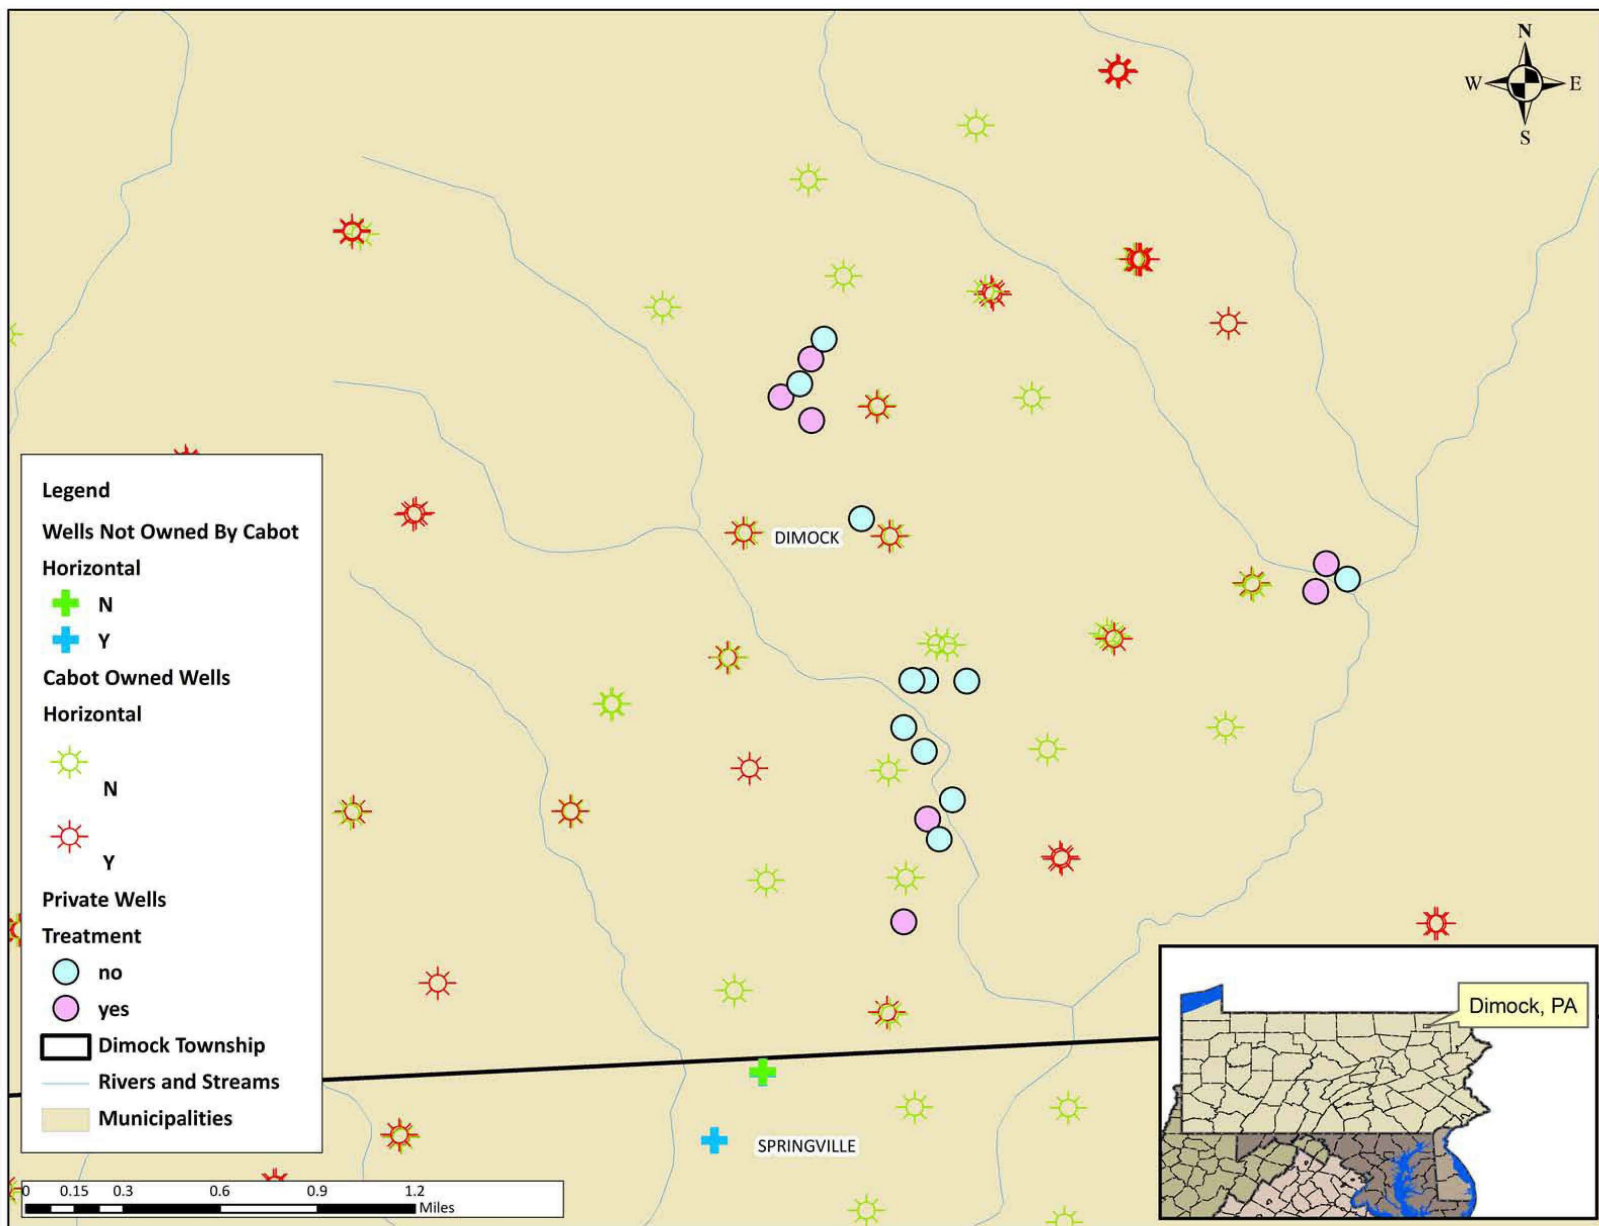 N
W E
S
DIMOCK
Legend
Wells Not Owned By Cabot
Horizontal
N
Y
Cabot Owned Wells
Horizontal
N
Y
Private Wells
Treatment
no
yes
Dimock Township
Rivers and Streams
Municipalities
Dimock, PA
SPRINGVILLE
0 0.15 0.3 0.6 0.9 1.2
Miles